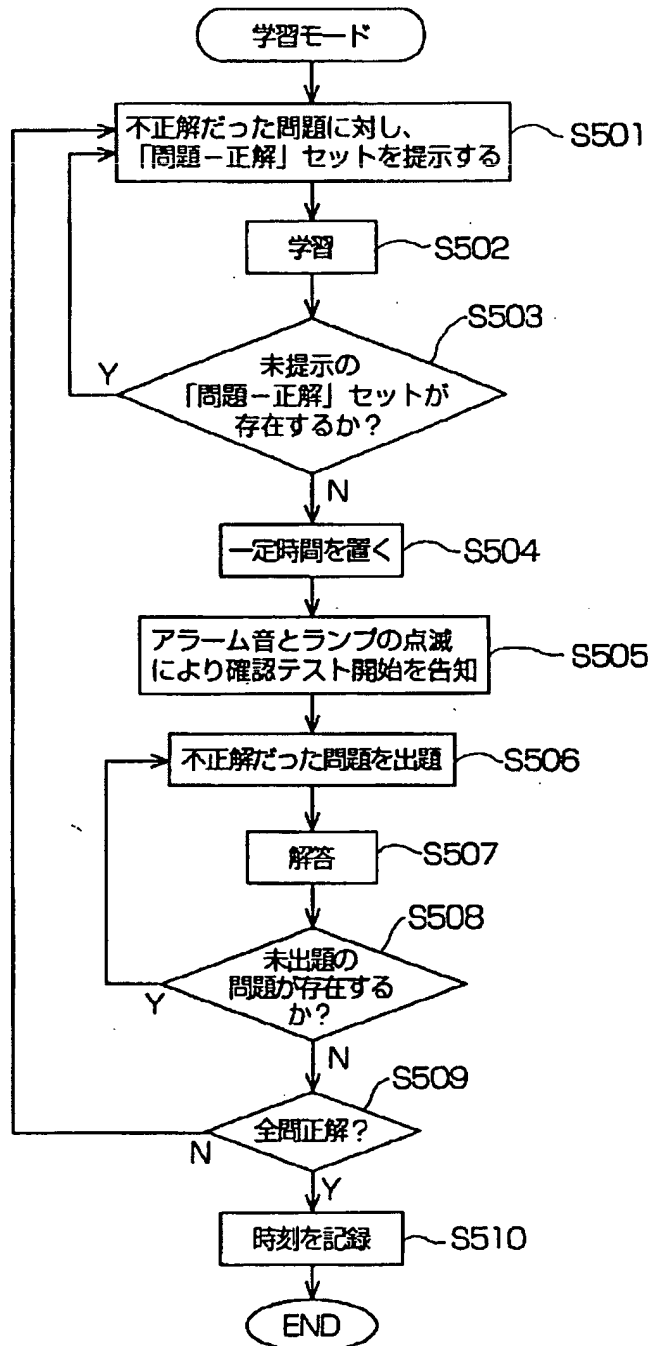 学習モード
不正解だった問題に対し、
「問題－正解」セットを提示する
S501
学習
S502
S503
未提示の
「問題－正解」セットが
存在するか？
Y
N
一定時間を置く
S504
アラーム音とランプの点滅
により確認テスト開始を告知
S505
不正解だった問題を出題
S506
解答
S507
S508
未出題の
問題が存在する
か？
Y
N
S509
全問正解？
N
Y
時刻を記録
S510
END